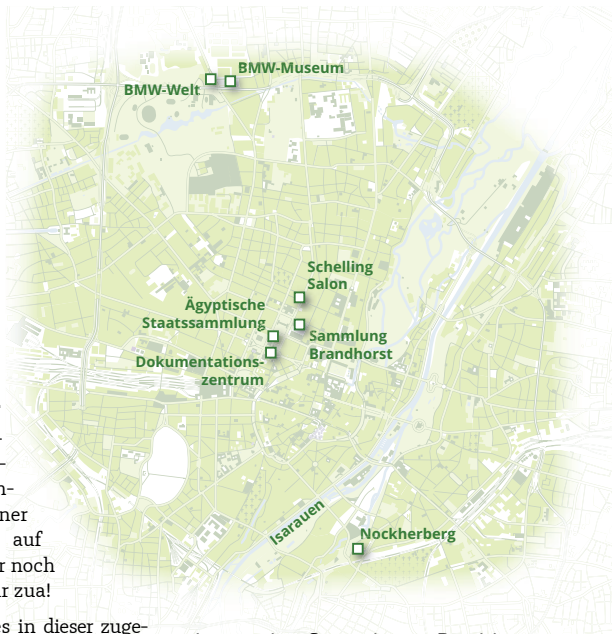 BMW-Museum
BMW-Welt
Schelling
Salon
Ägyptische
Staatssammlung
Sammlung
Brandhorst
Dokumentations-
zentrum
Isarauen
Nockherberg
ner
auf
r noch
ir zua!
es in dieser zuge-